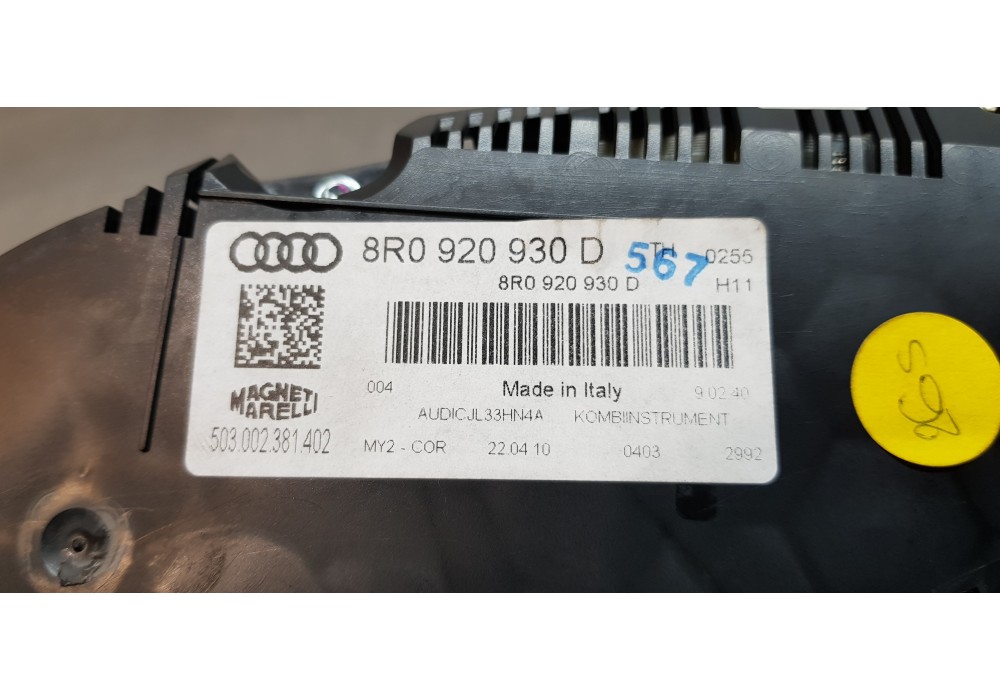 8R0 920 930 D TH 0255
567
8R0 920 930 D H11
MAGNETI
MARELLI
503.002.381.402
004 Made in Italy 9.02.40
AUDICJL33HN4A KOMBIINSTRUMENT
MY2 - COR 22.04 10 0403 2992